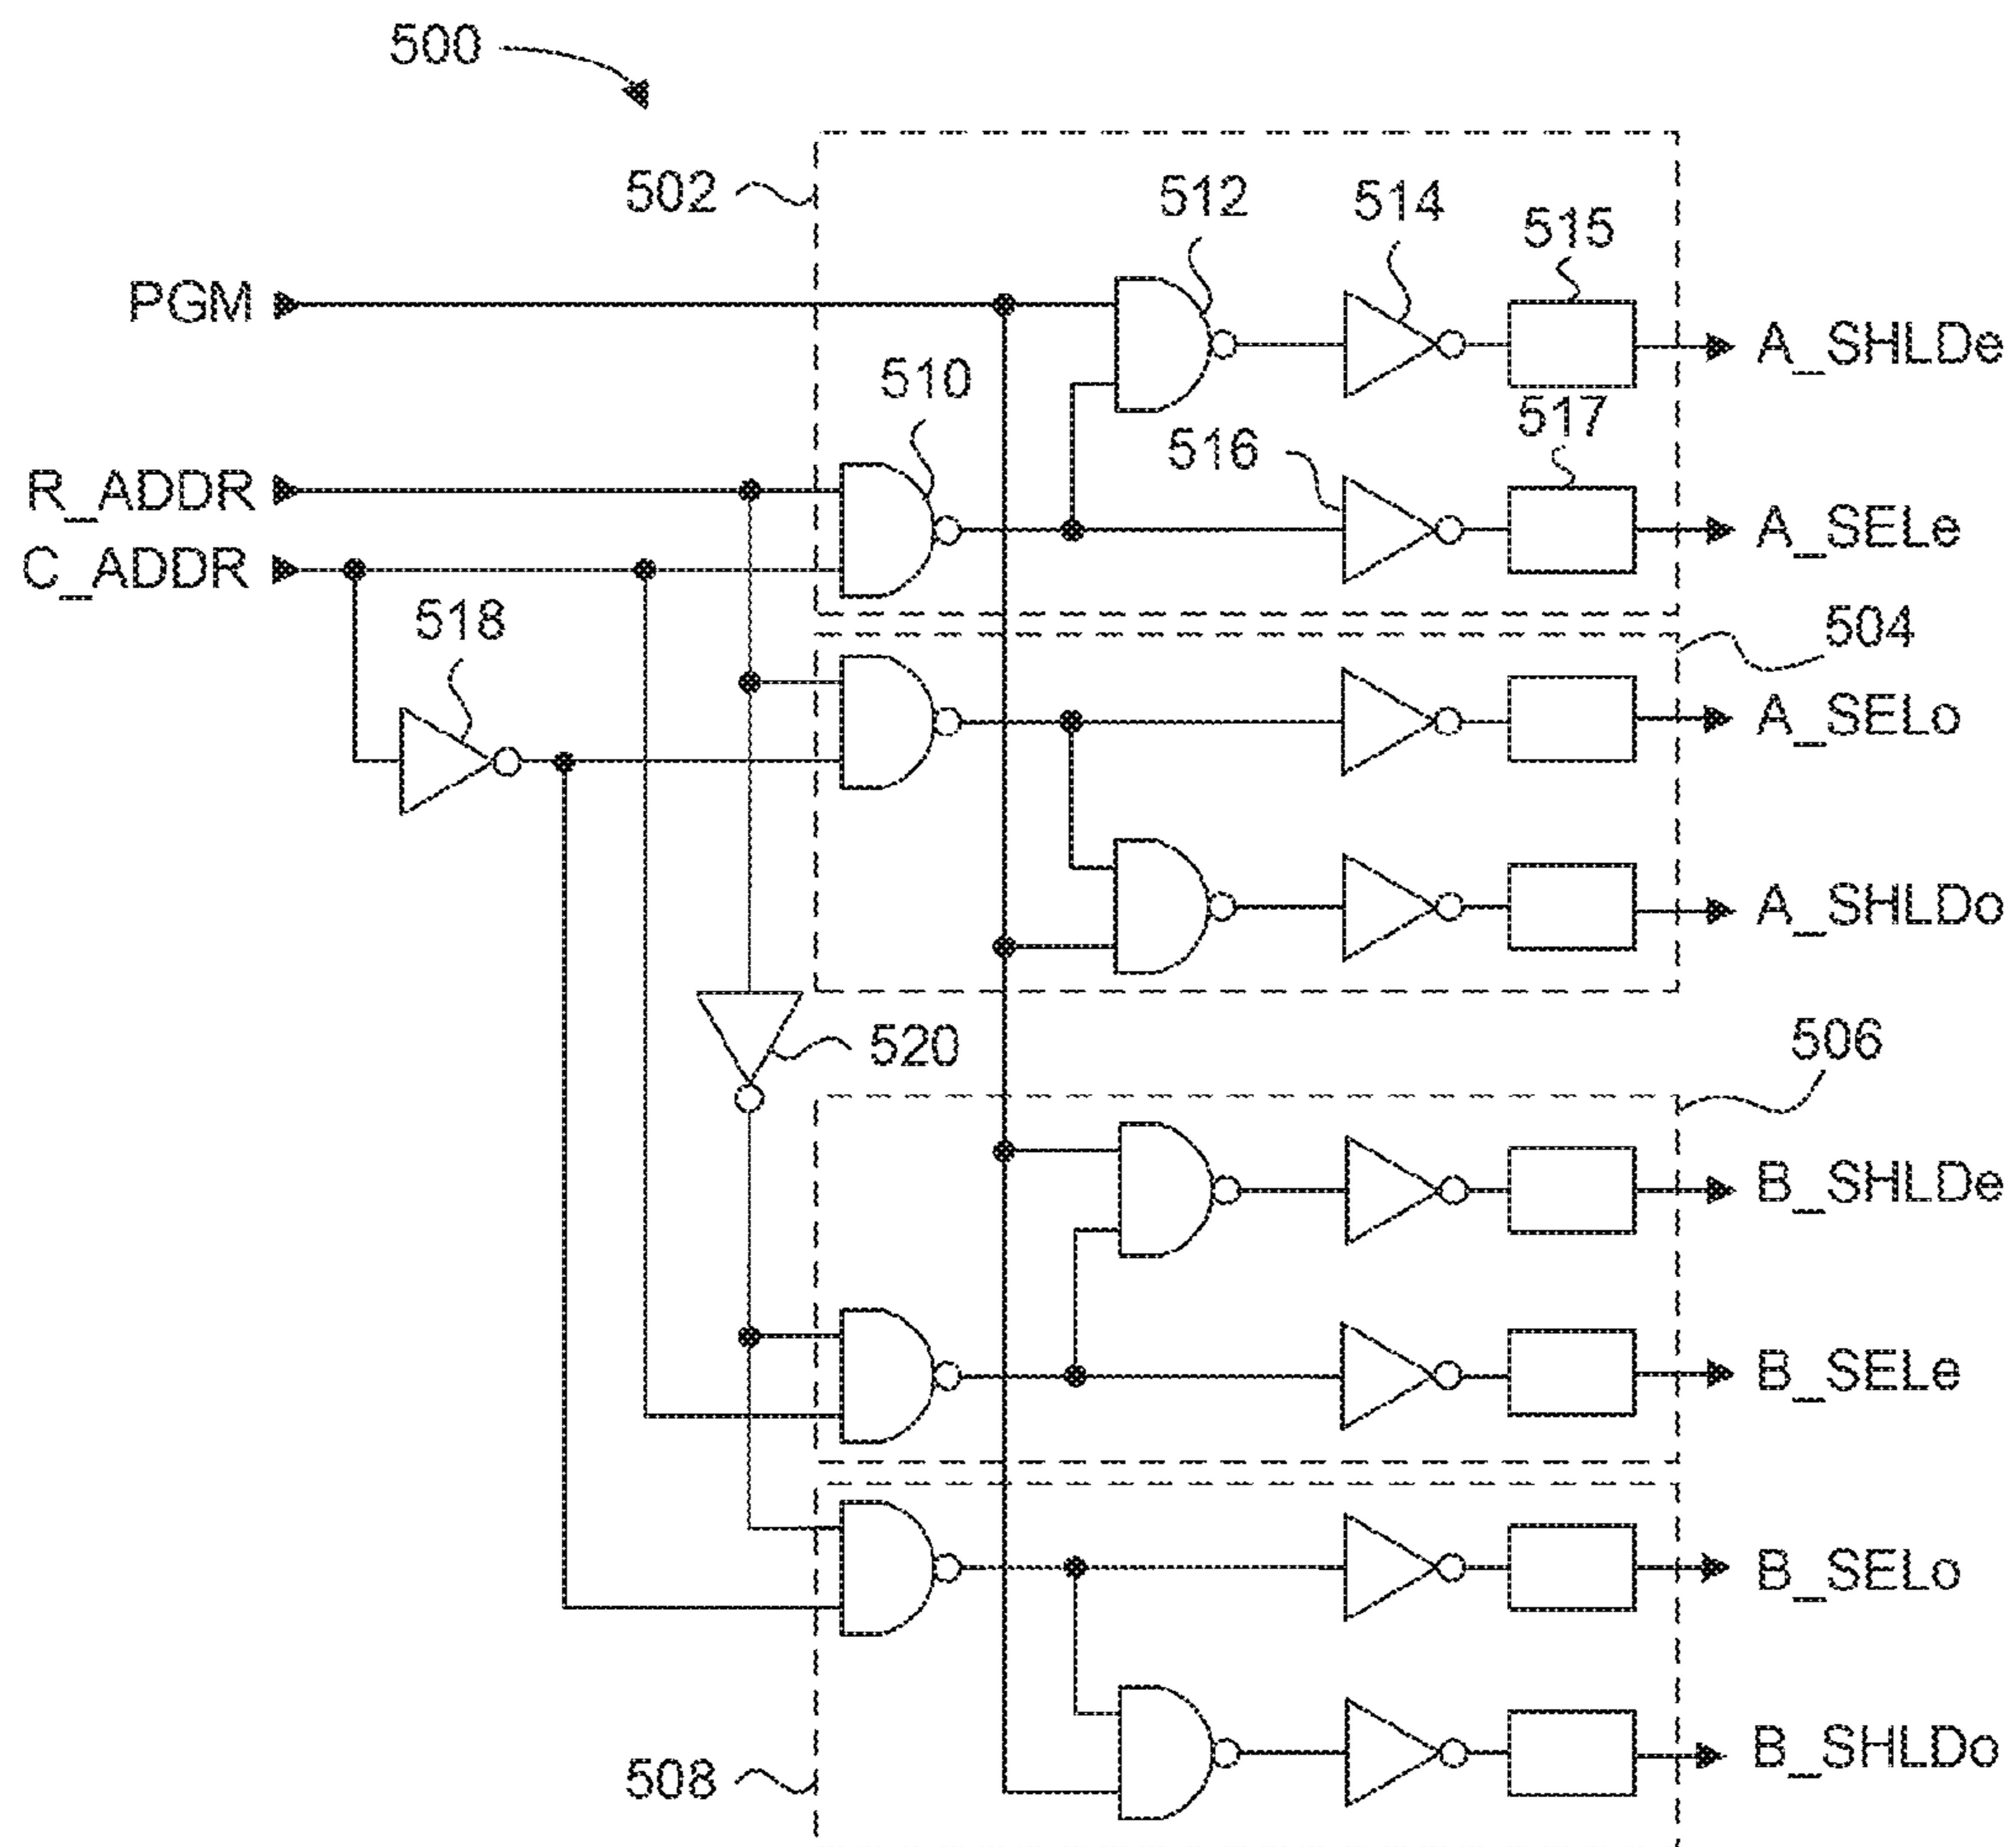 500
502
512
514
515
PGM
A_SHLDe
510
517
516
R_ADDR
A_SELe
C_ADDR
518
504
A_SELo
A_SHLDo
520
506
B_SHLDe
B_SELe
B_SELo
508
B_SHLDo